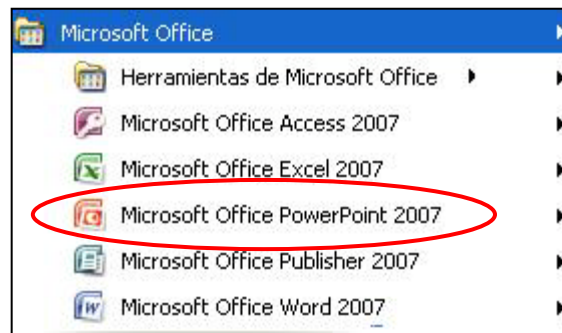 Microsoft Office
Herramientas de Microsoft Office
Microsoft Office Access 2007
Microsoft Office Excel 2007
Microsoft Office PowerPoint 2007
Microsoft Office Publisher 2007
Microsoft Office Word 2007